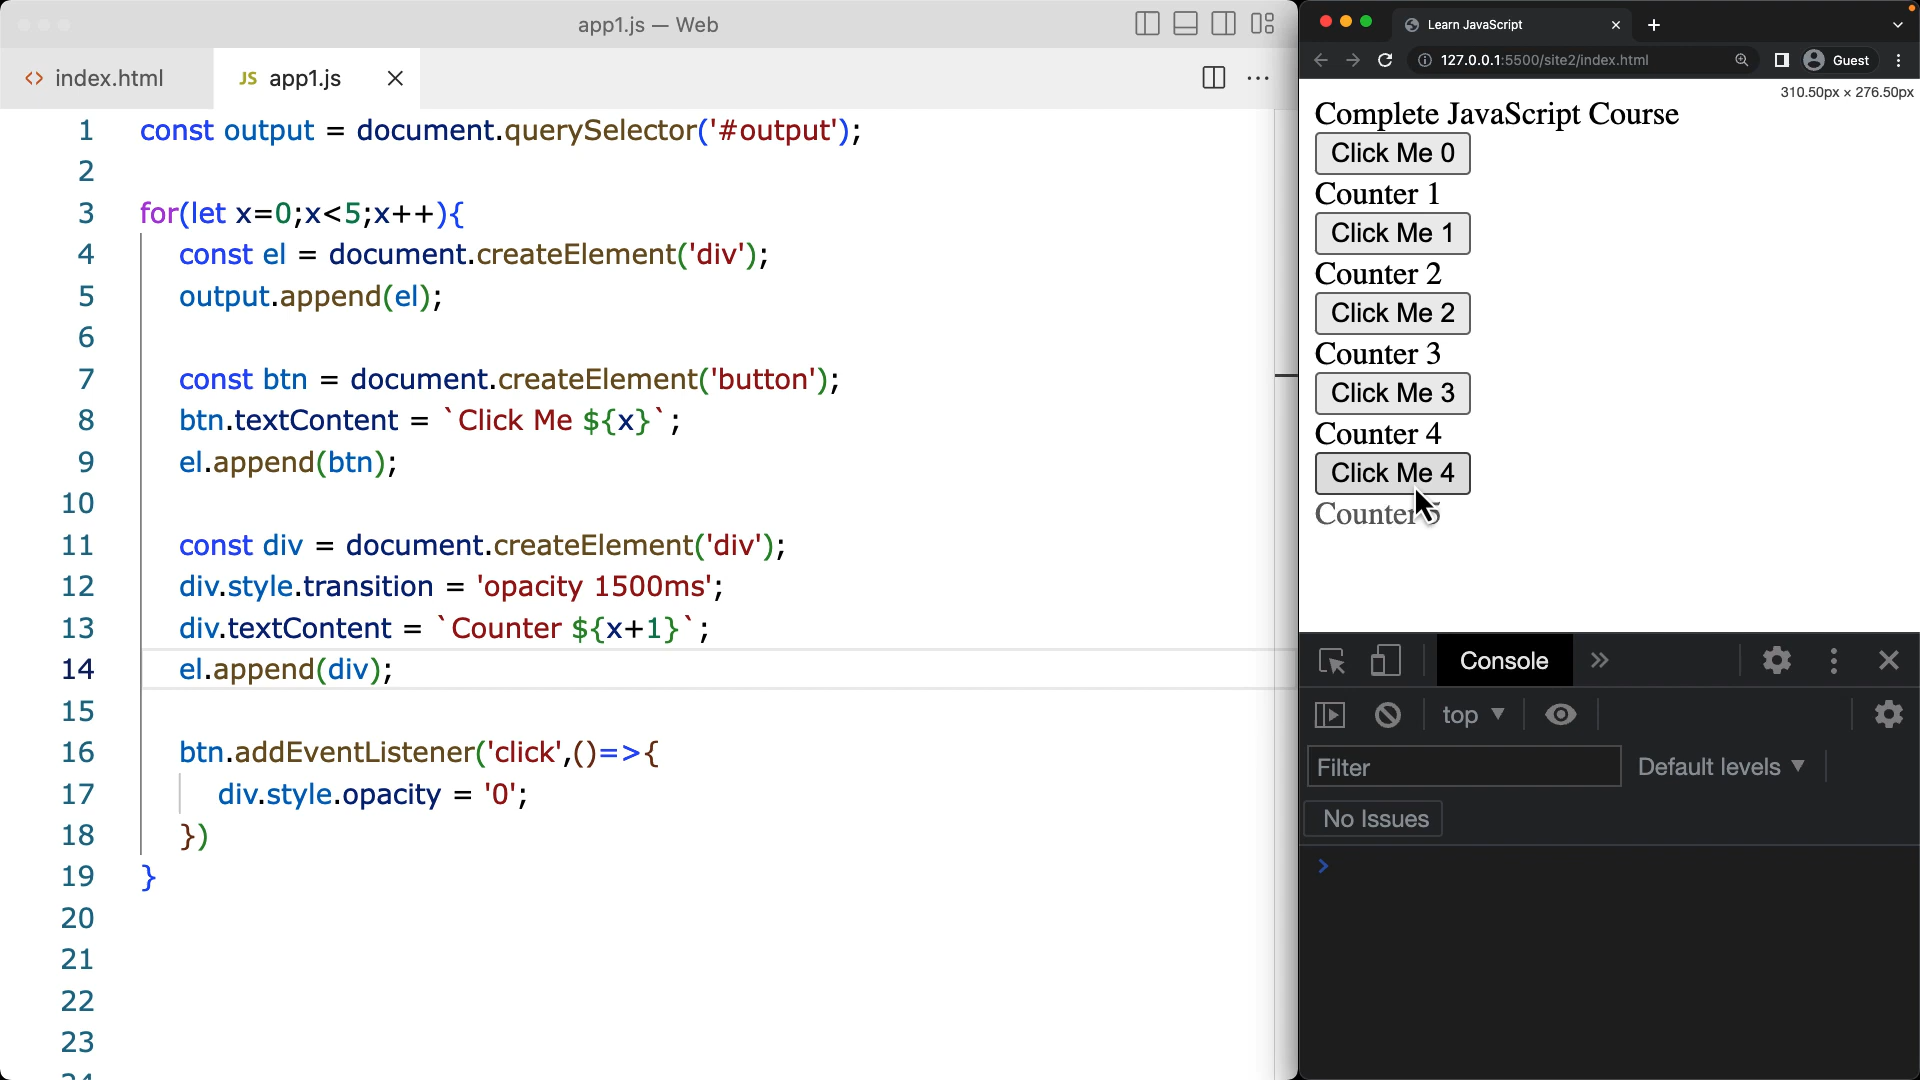 app1.js — Web
index.html
JS app1.js
1 const output = document.querySelector('#output');
2
3 for(let x=0;x<5;x++){
4 const el = document.createElement('div');
5 output.append(el);
6
7 const btn = document.createElement('button');
8 btn.textContent = `Click Me ${x}`;
9 el.append(btn);
10
11 const div = document.createElement('div');
12 div.style.transition = 'opacity 1500ms';
13 div.textContent = `Counter ${x+1}`;
14 el.append(div);
15
16 btn.addEventListener('click',()=>{
17 div.style.opacity = '0';
18 })
19 }
20
21
22
23
24
Learn JavaScript
127.0.0.1:5500/site2/index.html
Guest
310.50px × 276.50px
Complete JavaScript Course
Click Me 0
Counter 1
Click Me 1
Counter 2
Click Me 2
Counter 3
Click Me 3
Counter 4
Click Me 4
Counter 5
Console
top
Filter
Default levels
No Issues